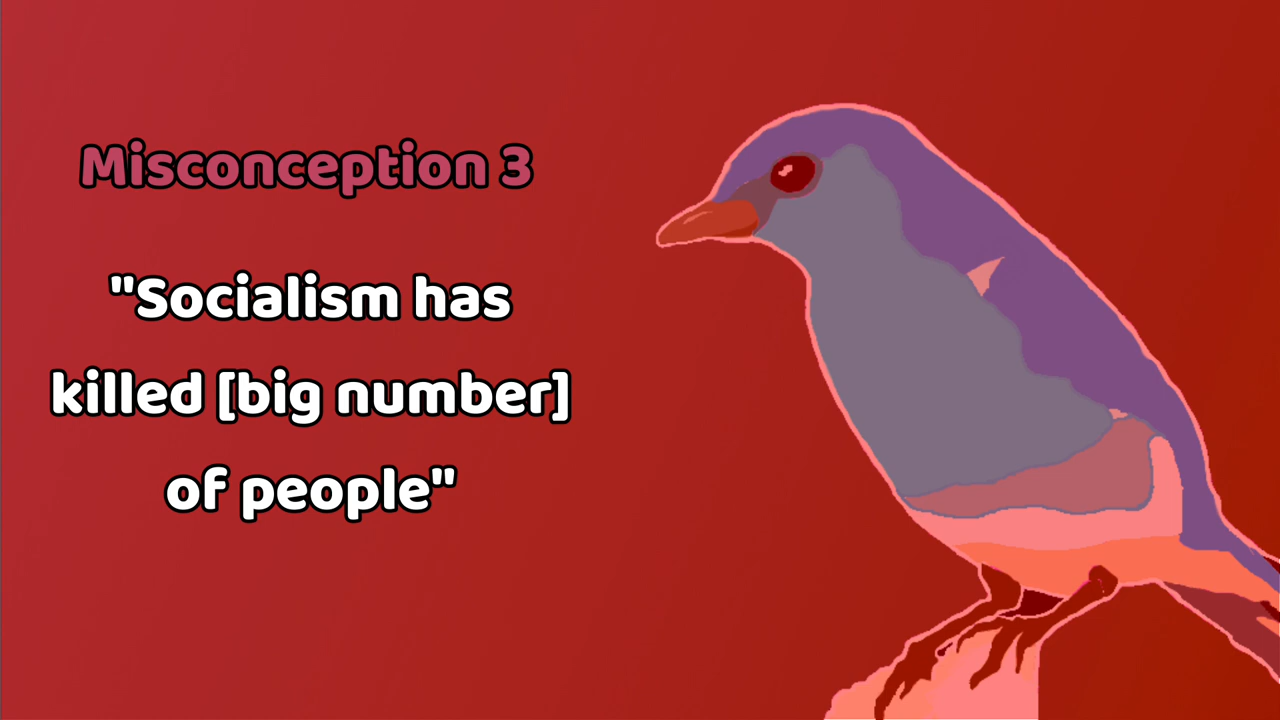 Misconception 3
"Socialism has
killed [big number]
of people"